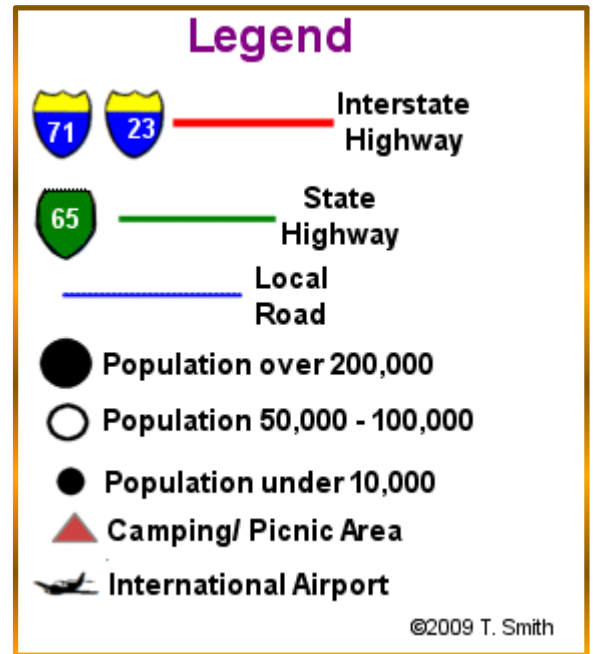 Legend
71 23 Interstate
Highway
65 State
Highway
Local
Road
Population over 200,000
Population 50,000 - 100,000
Population under 10,000
Camping/ Picnic Area
International Airport
©2009 T. Smith